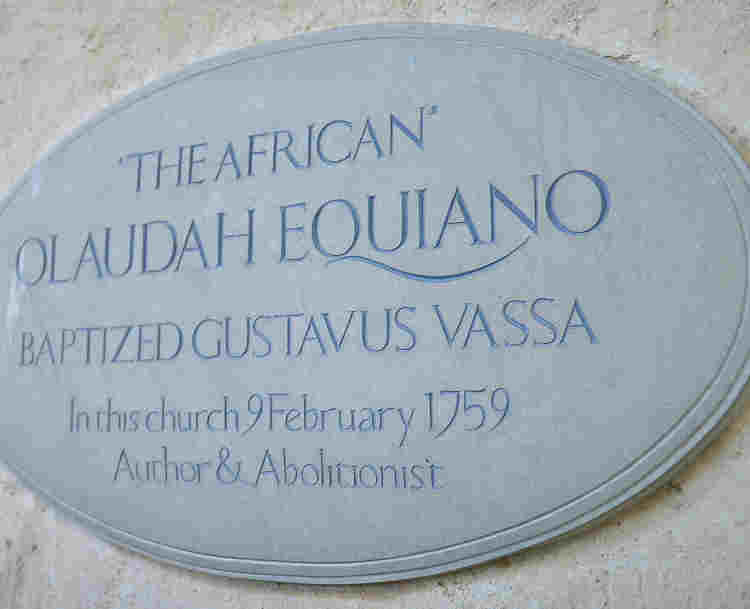 "THE AFRICAN"
OLAUDAH EQUIANO
BAPTIZED GUSTAVUS VASSA
In this church 9 February 1759
Author & Abolitionist